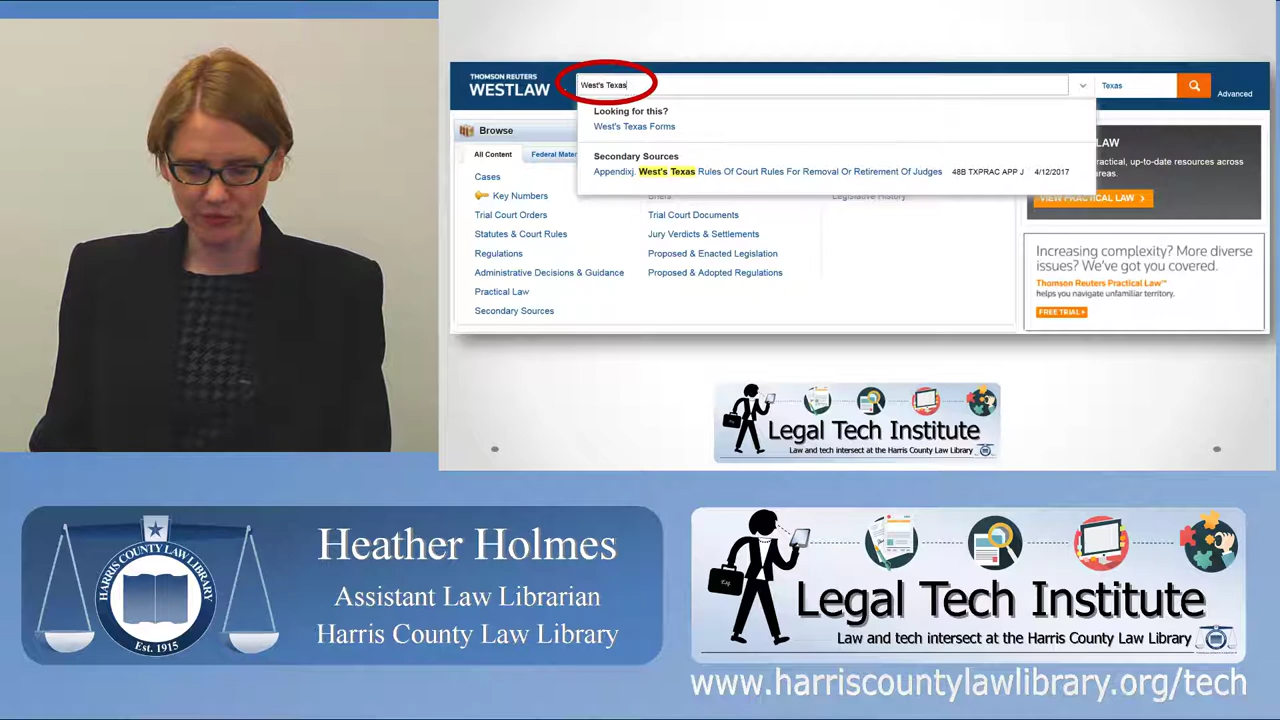 THOMSON REUTERS
WESTLAW
West's Texas
Texas
Advanced
Looking for this?
West's Texas Forms
Secondary Sources
Appendixj. West's Texas Rules Of Court Rules For Removal Or Retirement Of Judges 48B TXPRAC APP J 4/12/2017
Browse
All Content
Federal Mater
Cases
Key Numbers
Trial Court Orders
Statutes & Court Rules
Regulations
Administrative Decisions & Guidance
Practical Law
Secondary Sources
Briefs
Trial Court Documents
Jury Verdicts & Settlements
Proposed & Enacted Legislation
Proposed & Adopted Regulations
Legislative History
LAW
ractical, up-to-date resources across
areas.
VIEW PRACTICAL LAW
Increasing complexity? More diverse
issues? We've got you covered.
Thomson Reuters Practical Law™
helps you navigate unfamiliar territory.
FREE TRIAL
Legal Tech Institute
Law and tech intersect at the Harris County Law Library
HARRIS COUNTY LAW LIBRARY
Est. 1915
Heather Holmes
Assistant Law Librarian
Harris County Law Library
Legal Tech Institute
Law and tech intersect at the Harris County Law Library
www.harriscountylawlibrary.org/tech